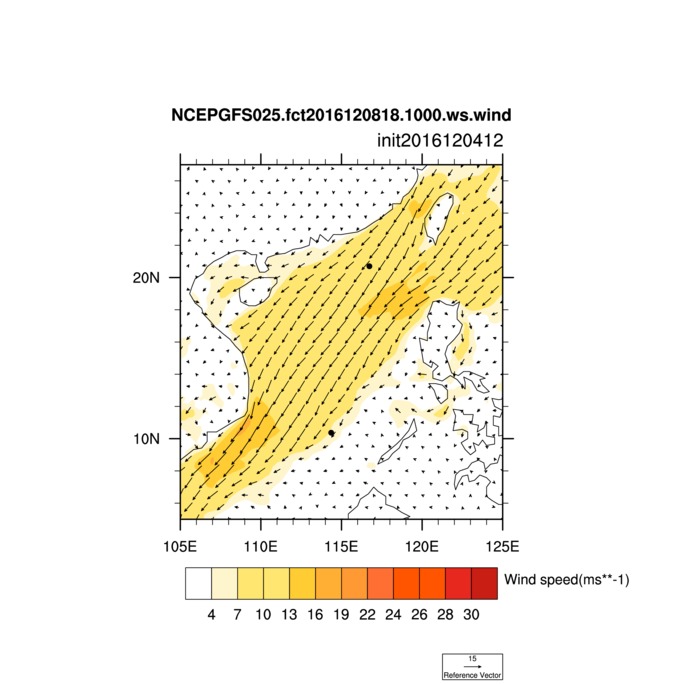 NCEPGFS025.fct2016120818.1000.ws.wind
init2016120412
20N
10N
105E 110E 115E 120E 125E
Wind speed(ms**-1)
4 7 10 13 16 19 22 24 26 28 30
15
Reference Vector